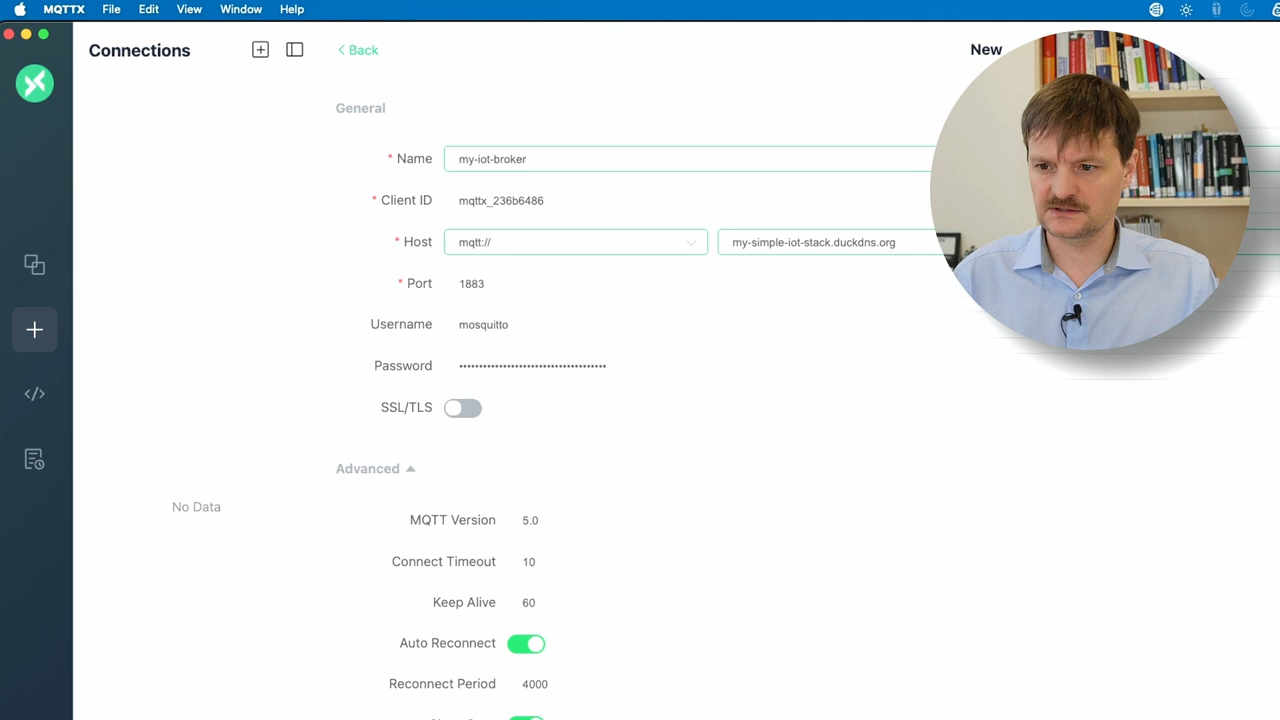 MQTTX File Edit View Window Help
Connections
Back
New
General
* Name my-iot-broker
* Client ID mqttx_236b6486
* Host mqtt:// my-simple-iot-stack.duckdns.org
* Port 1883
Username mosquitto
Password ••••••••••••••••••••••••••••••••••••
SSL/TLS
Advanced
No Data
MQTT Version 5.0
Connect Timeout 10
Keep Alive 60
Auto Reconnect
Reconnect Period 4000